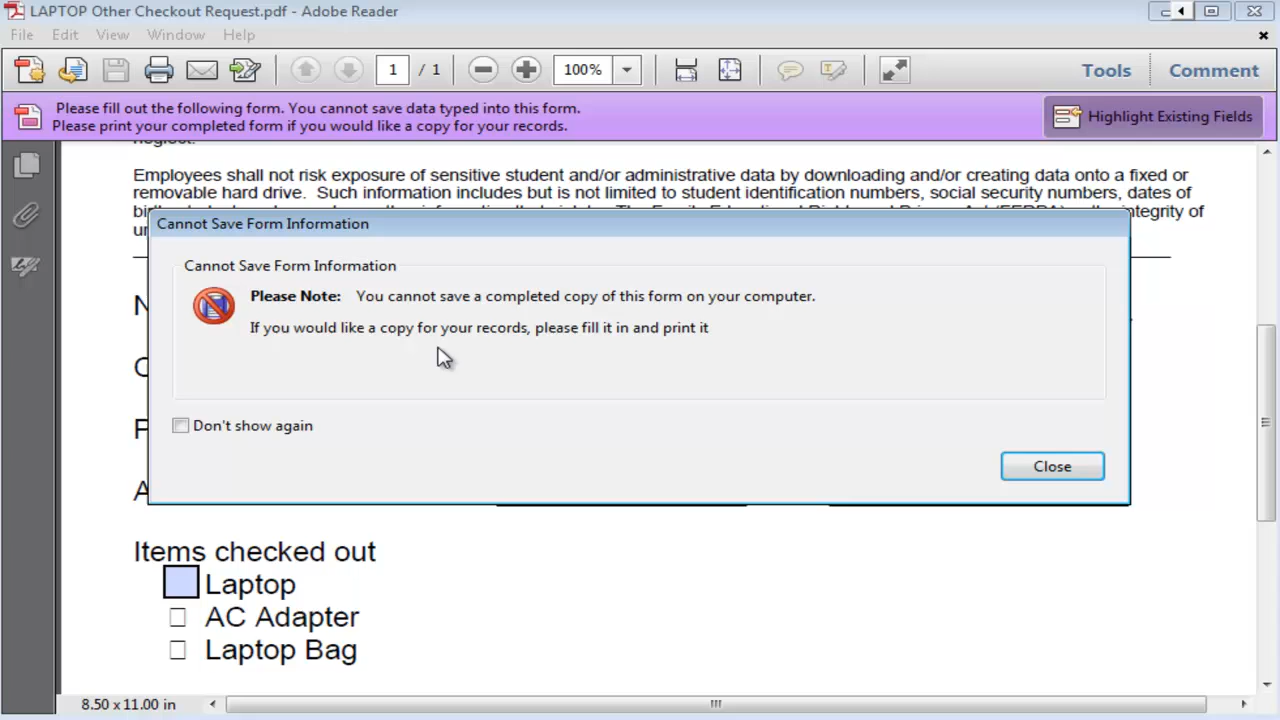 LAPTOP Other Checkout Request.pdf - Adobe Reader
File Edit View Window Help
1 / 1 100% Tools Comment
Please fill out the following form. You cannot save data typed into this form.
Please print your completed form if you would like a copy for your records.
Highlight Existing Fields
neglect.
Employees shall not risk exposure of sensitive student and/or administrative data by downloading and/or creating data onto a fixed or
removable hard drive. Such information includes but is not limited to student identification numbers, social security numbers, dates of
integrity of
Cannot Save Form Information
Cannot Save Form Information
Please Note: You cannot save a completed copy of this form on your computer.
If you would like a copy for your records, please fill it in and print it
Don't show again
Close
Items checked out
Laptop
AC Adapter
Laptop Bag
8.50 x 11.00 in